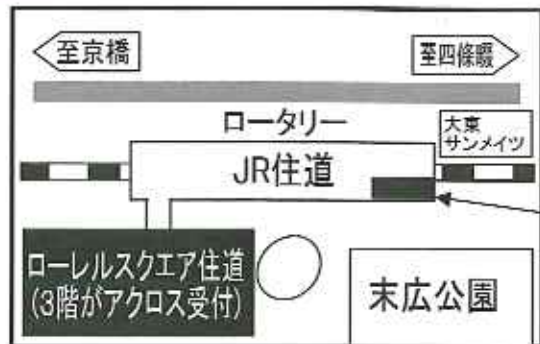 至京橋
至四條畷
ロータリー
大東
サンメイツ
JR住道
ローレルスクエア住道
(3階がアクロス受付)
末広公園